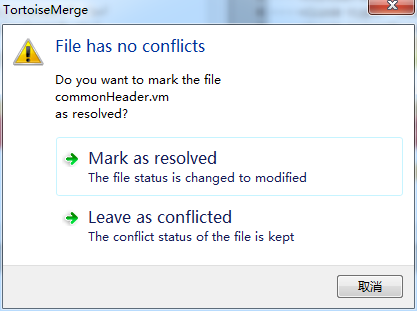 TortoiseMerge
File has no conflicts
Do you want to mark the file
commonHeader.vm
as resolved?
Mark as resolved
The file status is changed to modified
Leave as conflicted
The conflict status of the file is kept
取消